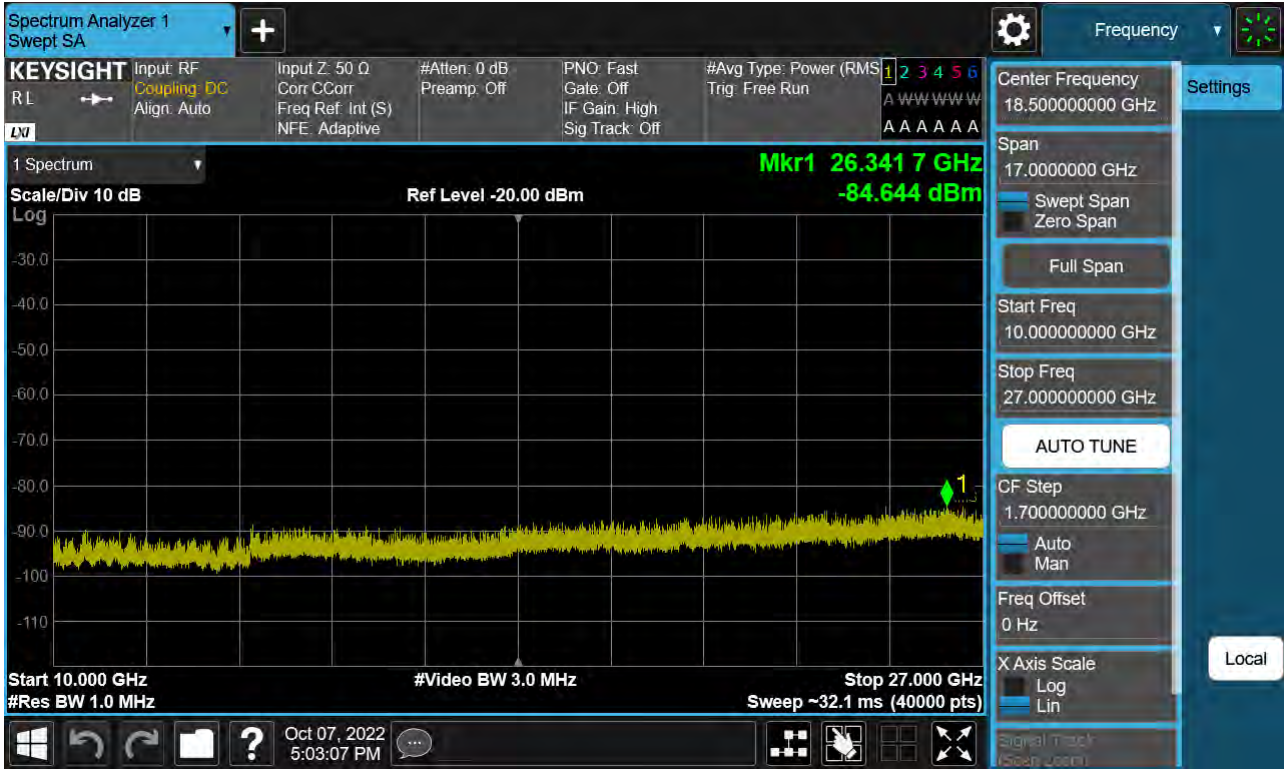 Spectrum Analyzer 1
Swept SA
+
Frequency
KEYSIGHT
R L
LXI
Input: RF
Coupling: DC
Align: Auto
Input Z: 50 Ω
Corr CCorr
Freq Ref: Int (S)
NFE: Adaptive
#Atten: 0 dB
Preamp: Off
PNO: Fast
Gate: Off
IF Gain: High
Sig Track: Off
#Avg Type: Power (RMS
Trig: Free Run
1 2 3 4 5 6
A W W W W W
A A A A A A
1 Spectrum
Scale/Div 10 dB
Log
Ref Level -20.00 dBm
Mkr1 26.341 7 GHz
-84.644 dBm
-30.0
-40.0
-50.0
-60.0
-70.0
-80.0
-90.0
-100
-110
1
Start 10.000 GHz
#Res BW 1.0 MHz
#Video BW 3.0 MHz
Stop 27.000 GHz
Sweep ~32.1 ms (40000 pts)
Center Frequency
18.500000000 GHz
Span
17.0000000 GHz
Swept Span
Zero Span
Full Span
Start Freq
10.000000000 GHz
Stop Freq
27.000000000 GHz
AUTO TUNE
CF Step
1.700000000 GHz
Auto
Man
Freq Offset
0 Hz
X Axis Scale
Log
Lin
Signal Track
(Span Zoom)
Settings
Local
?
Oct 07, 2022
5:03:07 PM